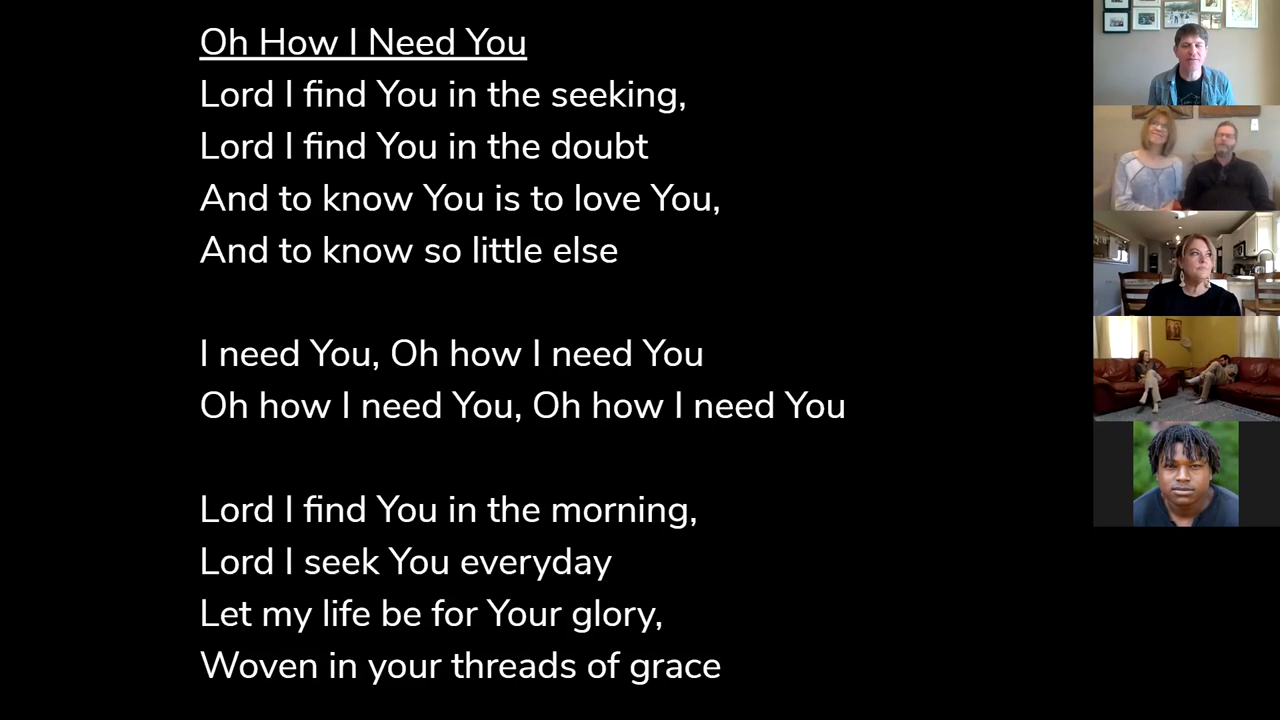 Oh How I Need You
Lord I find You in the seeking,
Lord I find You in the doubt
And to know You is to love You,
And to know so little else
I need You, Oh how I need You
Oh how I need You, Oh how I need You
Lord I find You in the morning,
Lord I seek You everyday
Let my life be for Your glory,
Woven in your threads of grace